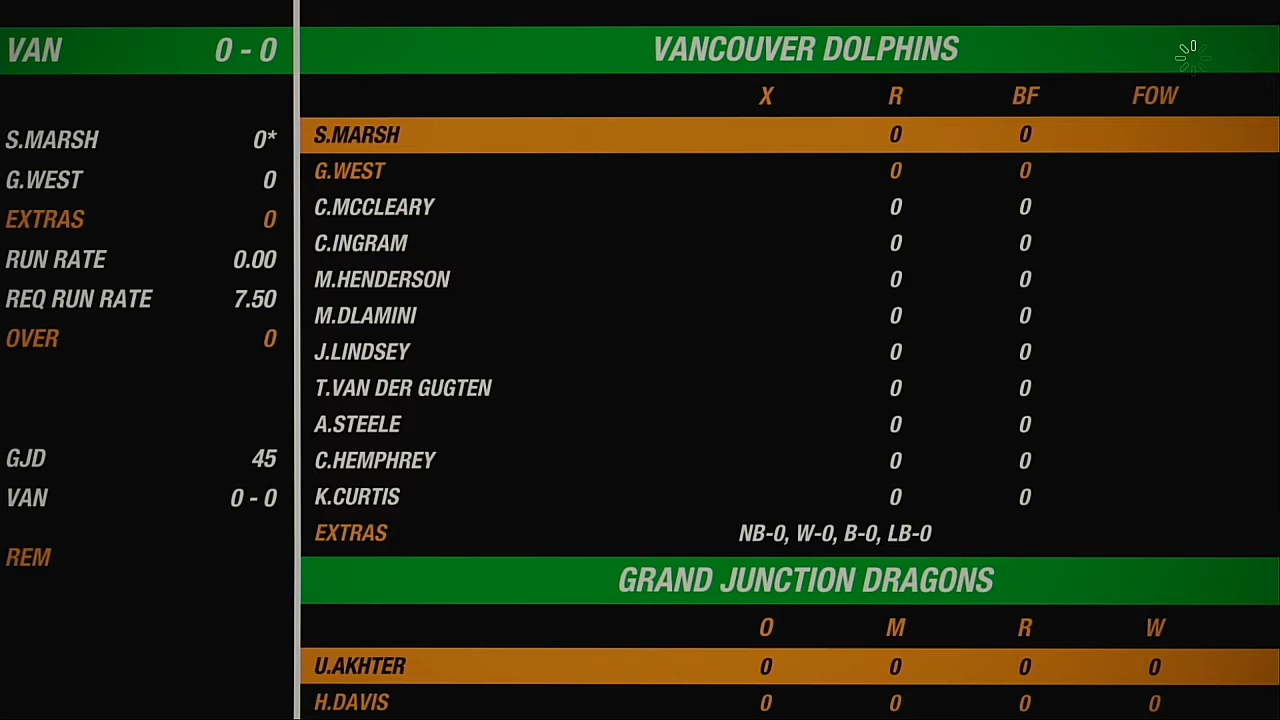 VAN 0 - 0
S.MARSH 0*
G.WEST 0
EXTRAS 0
RUN RATE 0.00
REQ RUN RATE 7.50
OVER 0
GJD 45
VAN 0 - 0
REM
VANCOUVER DOLPHINS
X R BF FOW
S.MARSH 0 0
G.WEST 0 0
C.MCCLEARY 0 0
C.INGRAM 0 0
M.HENDERSON 0 0
M.DLAMINI 0 0
J.LINDSEY 0 0
T.VAN DER GUGTEN 0 0
A.STEELE 0 0
C.HEMPHREY 0 0
K.CURTIS 0 0
EXTRAS NB-0, W-0, B-0, LB-0
GRAND JUNCTION DRAGONS
O M R W
U.AKHTER 0 0 0 0
H.DAVIS 0 0 0 0